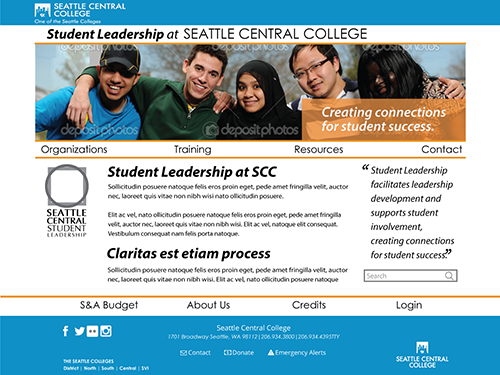 SEATTLE CENTRAL
COLLEGE
One of the Seattle Colleges
Student Leadership at SEATTLE CENTRAL COLLEGE
depositphotos
depositphotos
Creating connections
for student success.
Organizations Training Resources Contact
SEATTLE
CENTRAL
STUDENT
LEADERSHIP
Student Leadership at SCC
Sollicitudin posuere natoque felis eros proin eget, pede amet fringilla velit, auctor
nec, laoreet quis vitae non nibh wisi nato ollicitudin posuere.
Elit ac vel, nato ollicitudin posuere natoque felis eros proin eget, pede amet fringilla
velit, auctor nec, laoreet quis vitae non nibh wisi. Elit ac vel, natoque elit consequat.
Vestibulum consequat nam felis porta natoque.
Claritas est etiam process
Sollicitudin posuere natoque felis eros proin eget, pede amet fringilla velit, auctor
nec, laoreet quis vitae non nibh wisi. Elit ac vel, nato ollicitudin posuere natoque
“ Student Leadership
facilitates leadership
development and
supports student
involvement,
creating connections
for student success.”
Search
S&A Budget About Us Credits Login
Seattle Central College
1701 Broadway Seattle, WA 98112 | 206.934.3800 | 206.934.4395TTY
Contact Donate Emergency Alerts
THE SEATTLE COLLEGES
District | North | South | Central | SVI
SEATTLE CENTRAL
COLLEGE